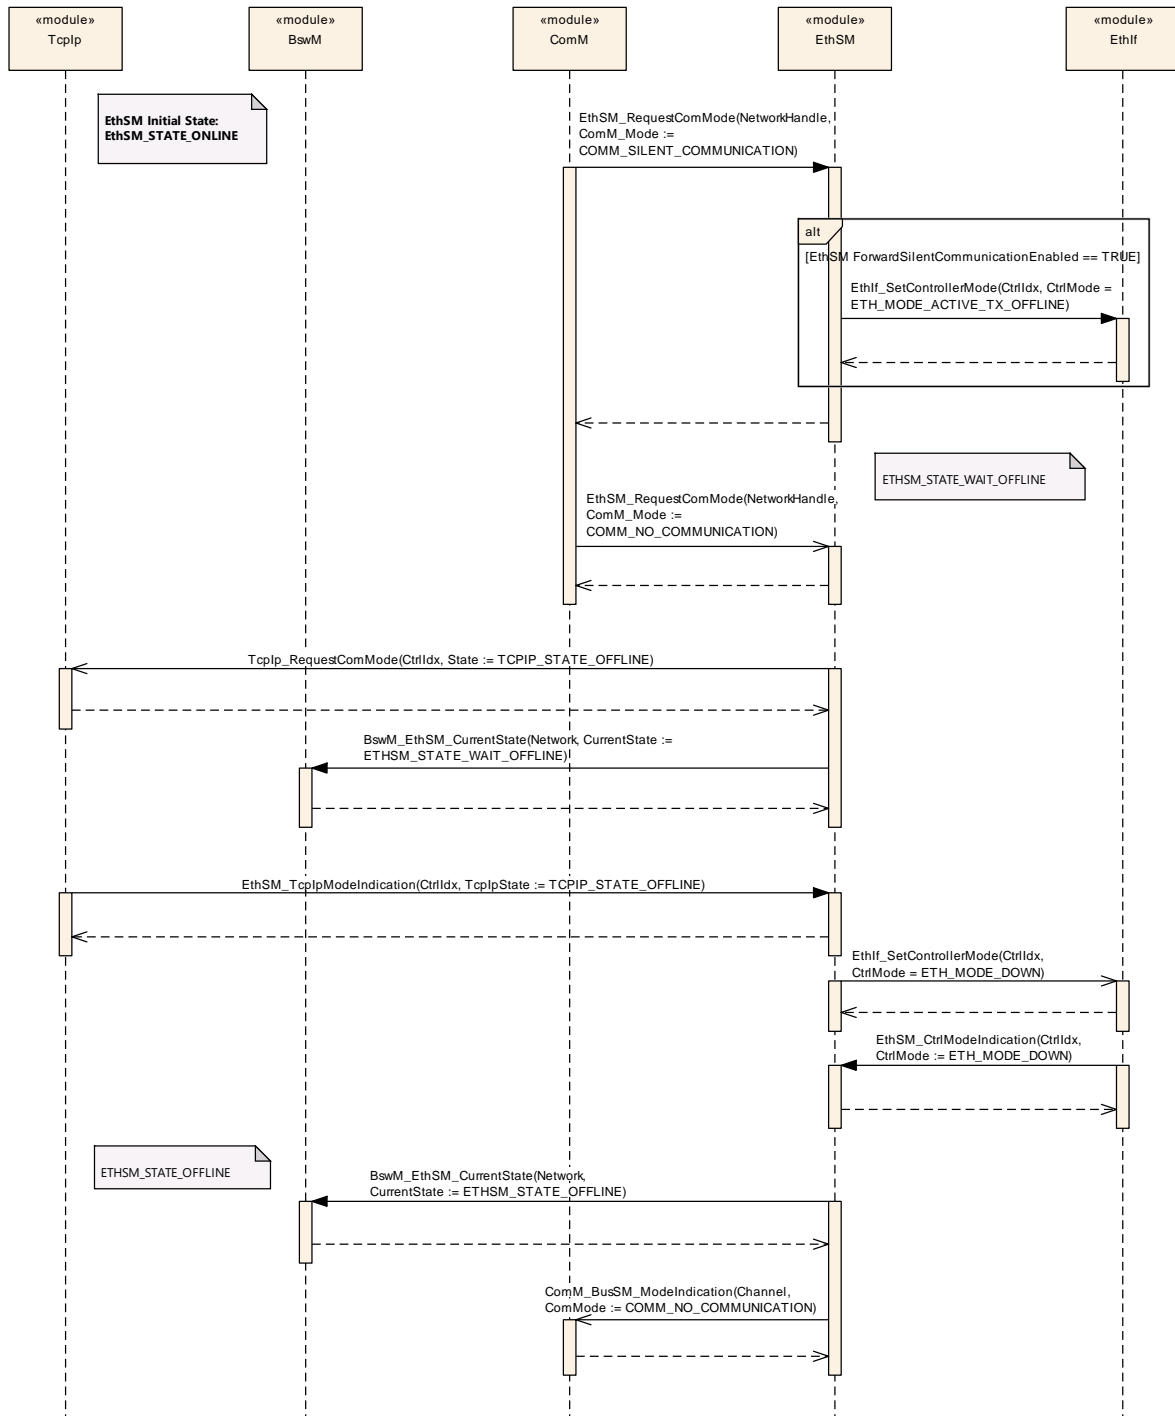 «module»
TcpIp
«module»
BswM
«module»
ComM
«module»
EthSM
«module»
EthIf
EthSM Initial State:
EthSM_STATE_ONLINE
EthSM_RequestComMode(NetworkHandle,
ComM_Mode :=
COMM_SILENT_COMMUNICATION)
alt
[EthSM ForwardSilentCommunicationEnabled == TRUE]
EthIf_SetControllerMode(CtrlIdx, CtrlMode =
ETH_MODE_ACTIVE_TX_OFFLINE)
ETHSM_STATE_WAIT_OFFLINE
EthSM_RequestComMode(NetworkHandle,
ComM_Mode :=
COMM_NO_COMMUNICATION)
TcpIp_RequestComMode(CtrlIdx, State := TCPIP_STATE_OFFLINE)
BswM_EthSM_CurrentState(Network, CurrentState :=
ETHSM_STATE_WAIT_OFFLINE)
EthSM_TcpIpModeIndication(CtrlIdx, TcpIpState := TCPIP_STATE_OFFLINE)
EthIf_SetControllerMode(CtrlIdx,
CtrlMode = ETH_MODE_DOWN)
EthSM_CtrlModeIndication(CtrlIdx,
CtrlMode := ETH_MODE_DOWN)
ETHSM_STATE_OFFLINE
BswM_EthSM_CurrentState(Network,
CurrentState := ETHSM_STATE_OFFLINE)
ComM_BusSM_ModeIndication(Channel,
ComMode := COMM_NO_COMMUNICATION)